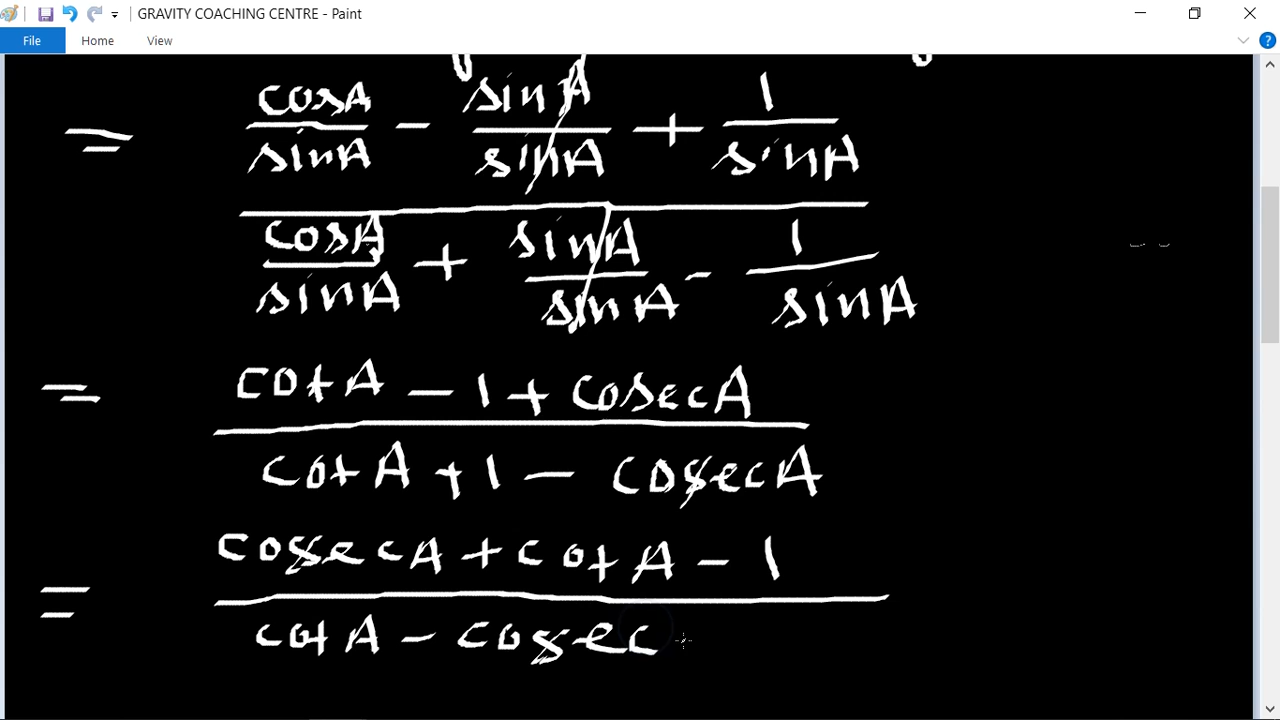 GRAVITY COACHING CENTRE - Paint
File Home View
= cosA/sinA - sinA/sinA + 1/sinA
cosA/sinA + sinA/sinA - 1/sinA
= cotA - 1 + cosecA
cotA + 1 - cosecA
= cosecA + cotA - 1
cotA - cosec